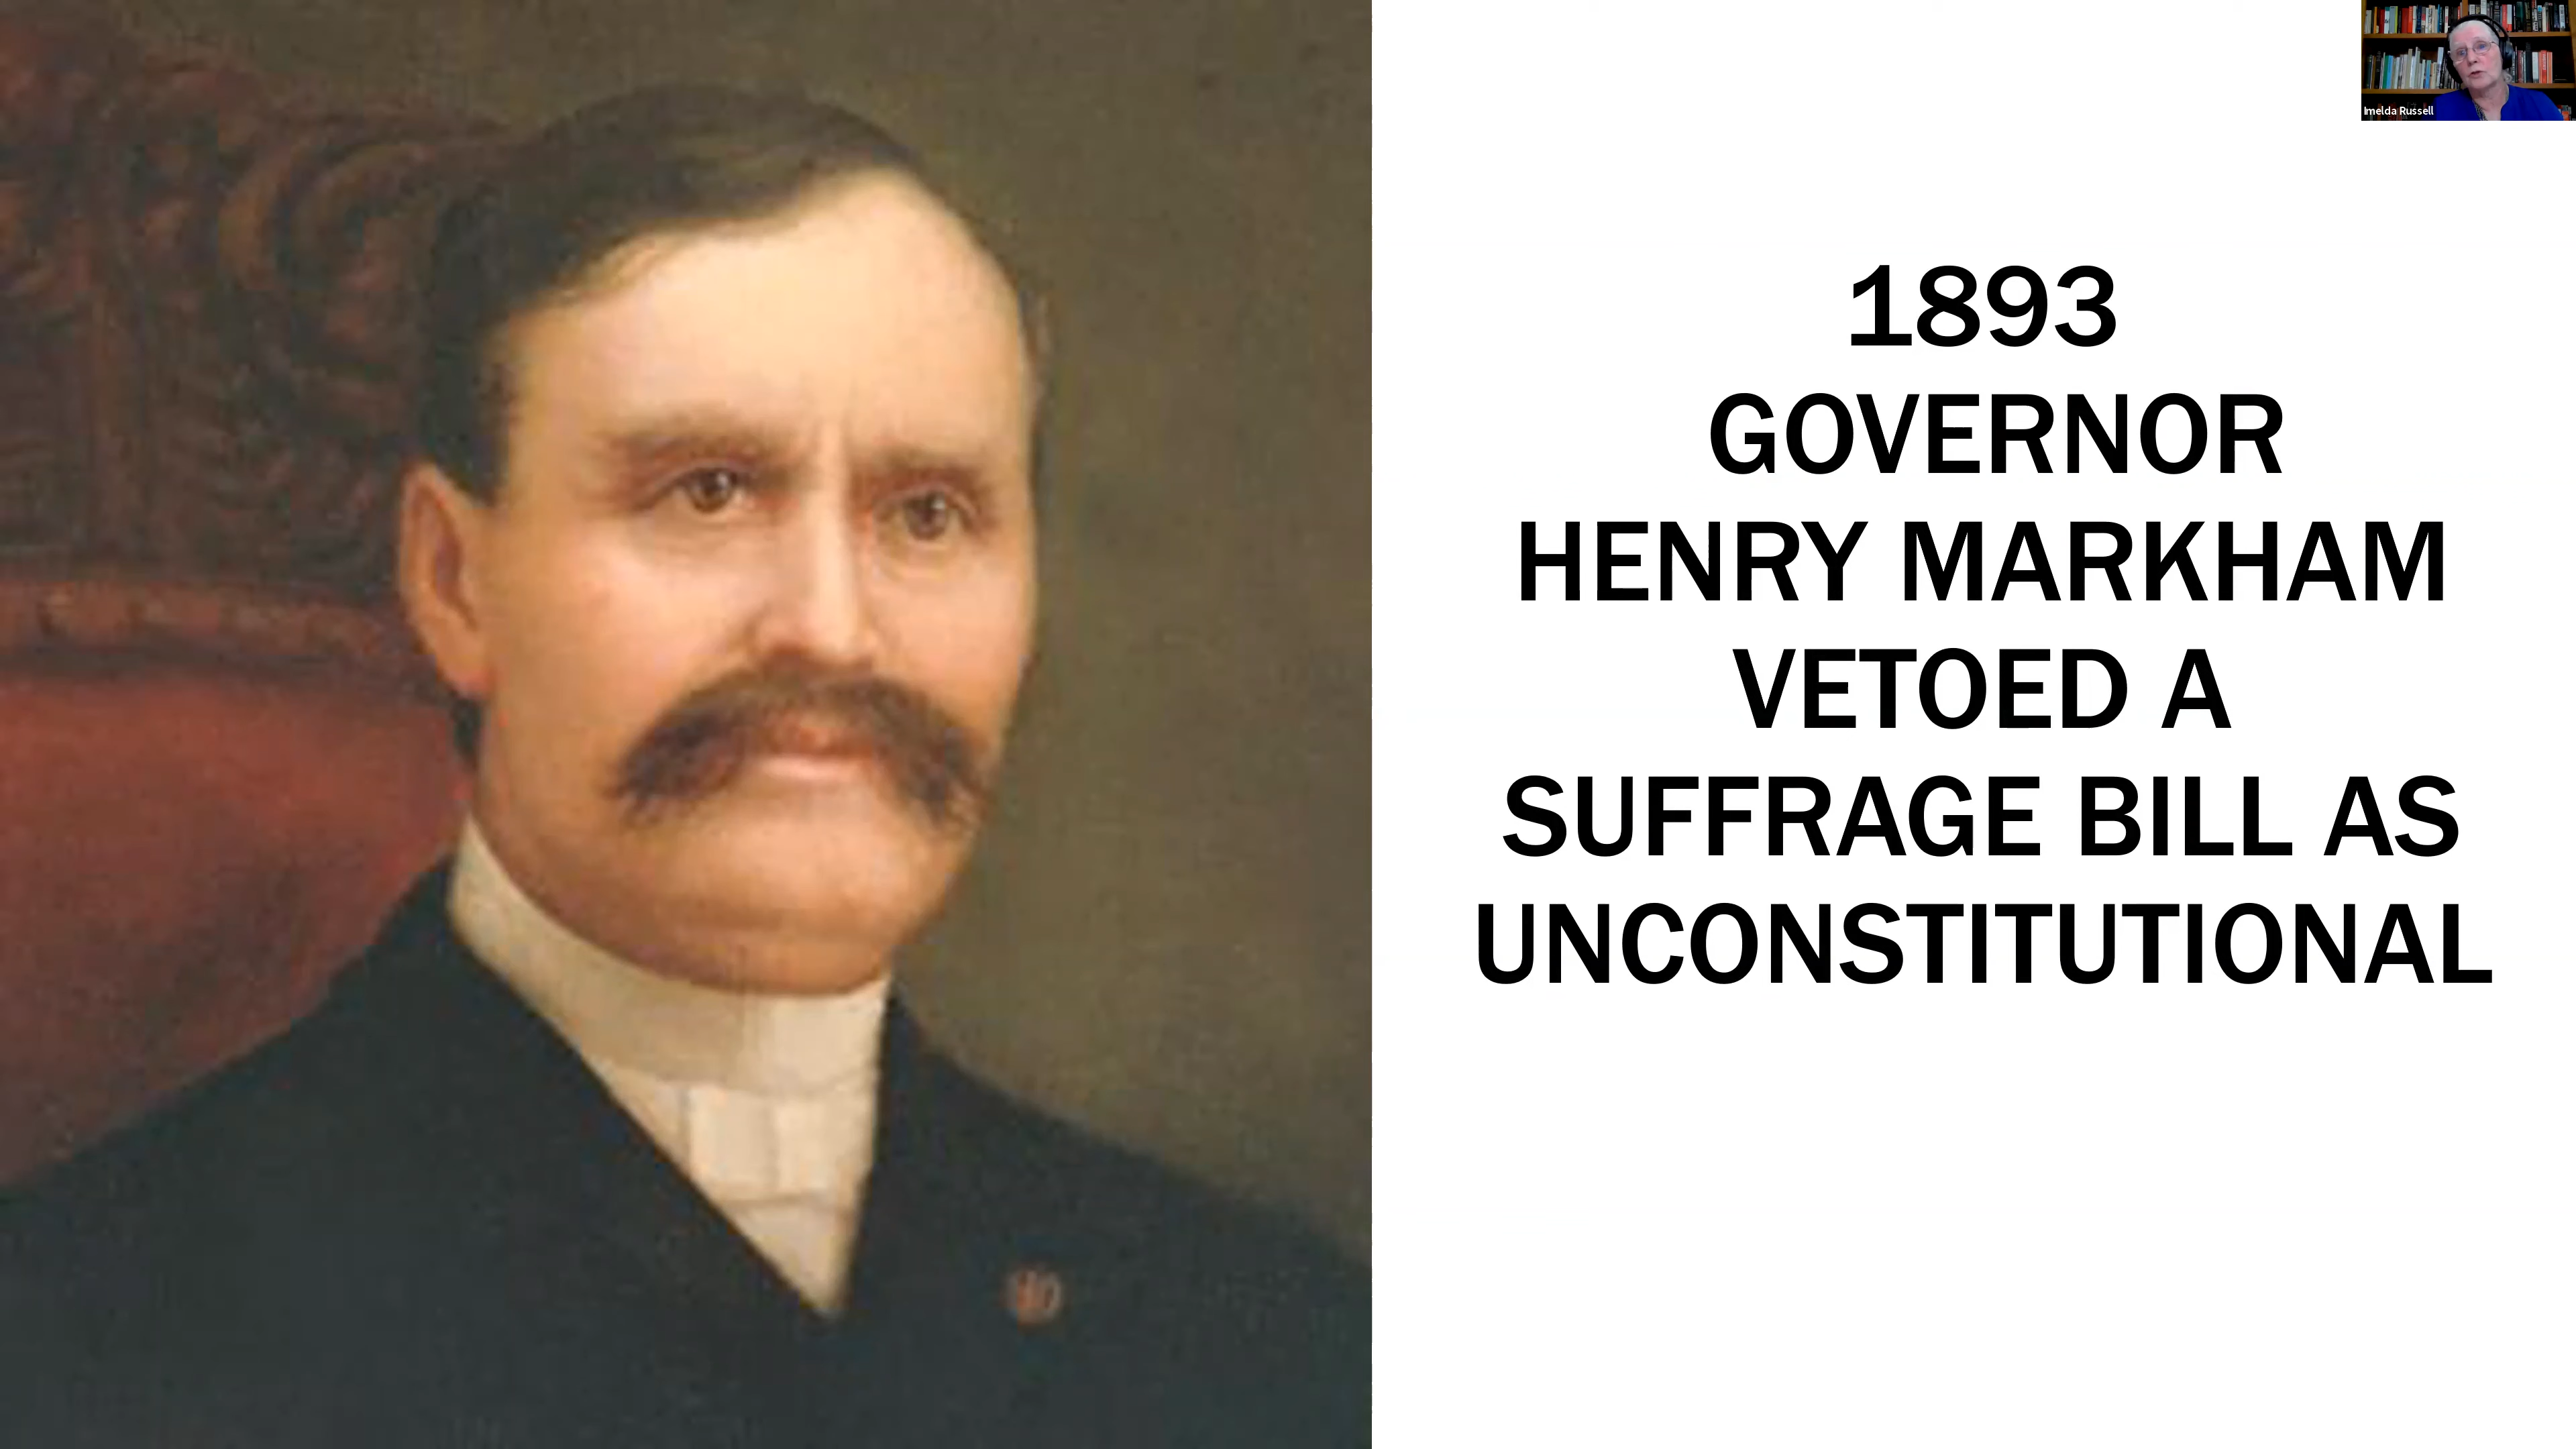 Imelda Russell
1893
GOVERNOR
HENRY MARKHAM
VETOED A
SUFFRAGE BILL AS
UNCONSTITUTIONAL